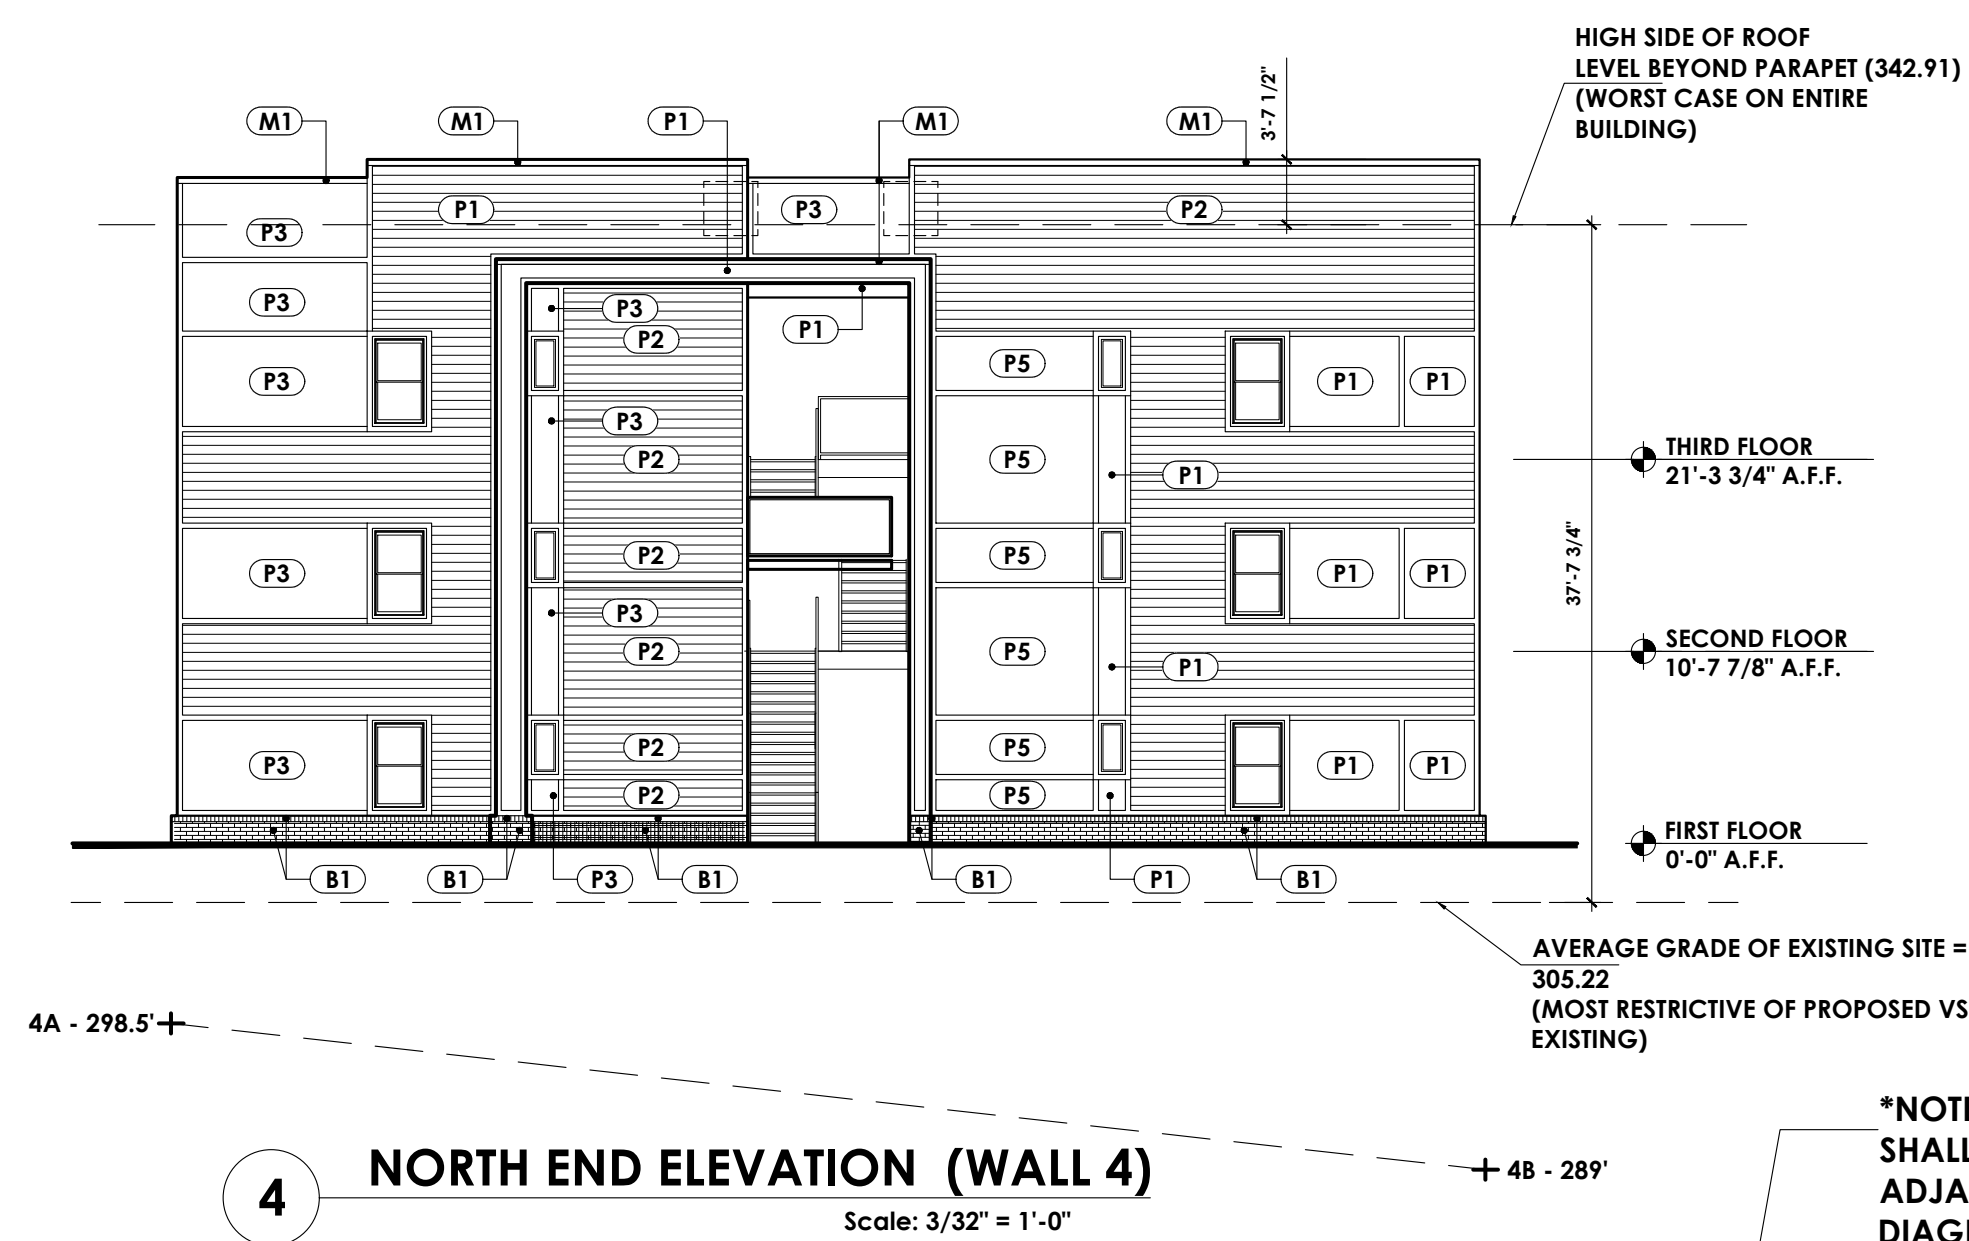 HIGH SIDE OF ROOF
LEVEL BEYOND PARAPET (342.91)
(WORST CASE ON ENTIRE
BUILDING)
3'-7 1/2"
M1
M1
P1
M1
M1
P1
P3
P2
P3
P3
P3
P1
P2
P3
P5
P1
P1
P3
P2
P5
P1
THIRD FLOOR
21'-3 3/4" A.F.F.
37'-7 3/4"
P3
P2
P5
P1
P1
P3
P2
P5
P1
SECOND FLOOR
10'-7 7/8" A.F.F.
P3
P2
P5
P1
P1
P2
P5
FIRST FLOOR
0'-0" A.F.F.
B1
B1
P3
B1
B1
P1
B1
AVERAGE GRADE OF EXISTING SITE =
305.22
(MOST RESTRICTIVE OF PROPOSED VS
EXISTING)
4A - 298.5'
4B - 289'
4
NORTH END ELEVATION (WALL 4)
Scale: 3/32" = 1'-0"
SHALL